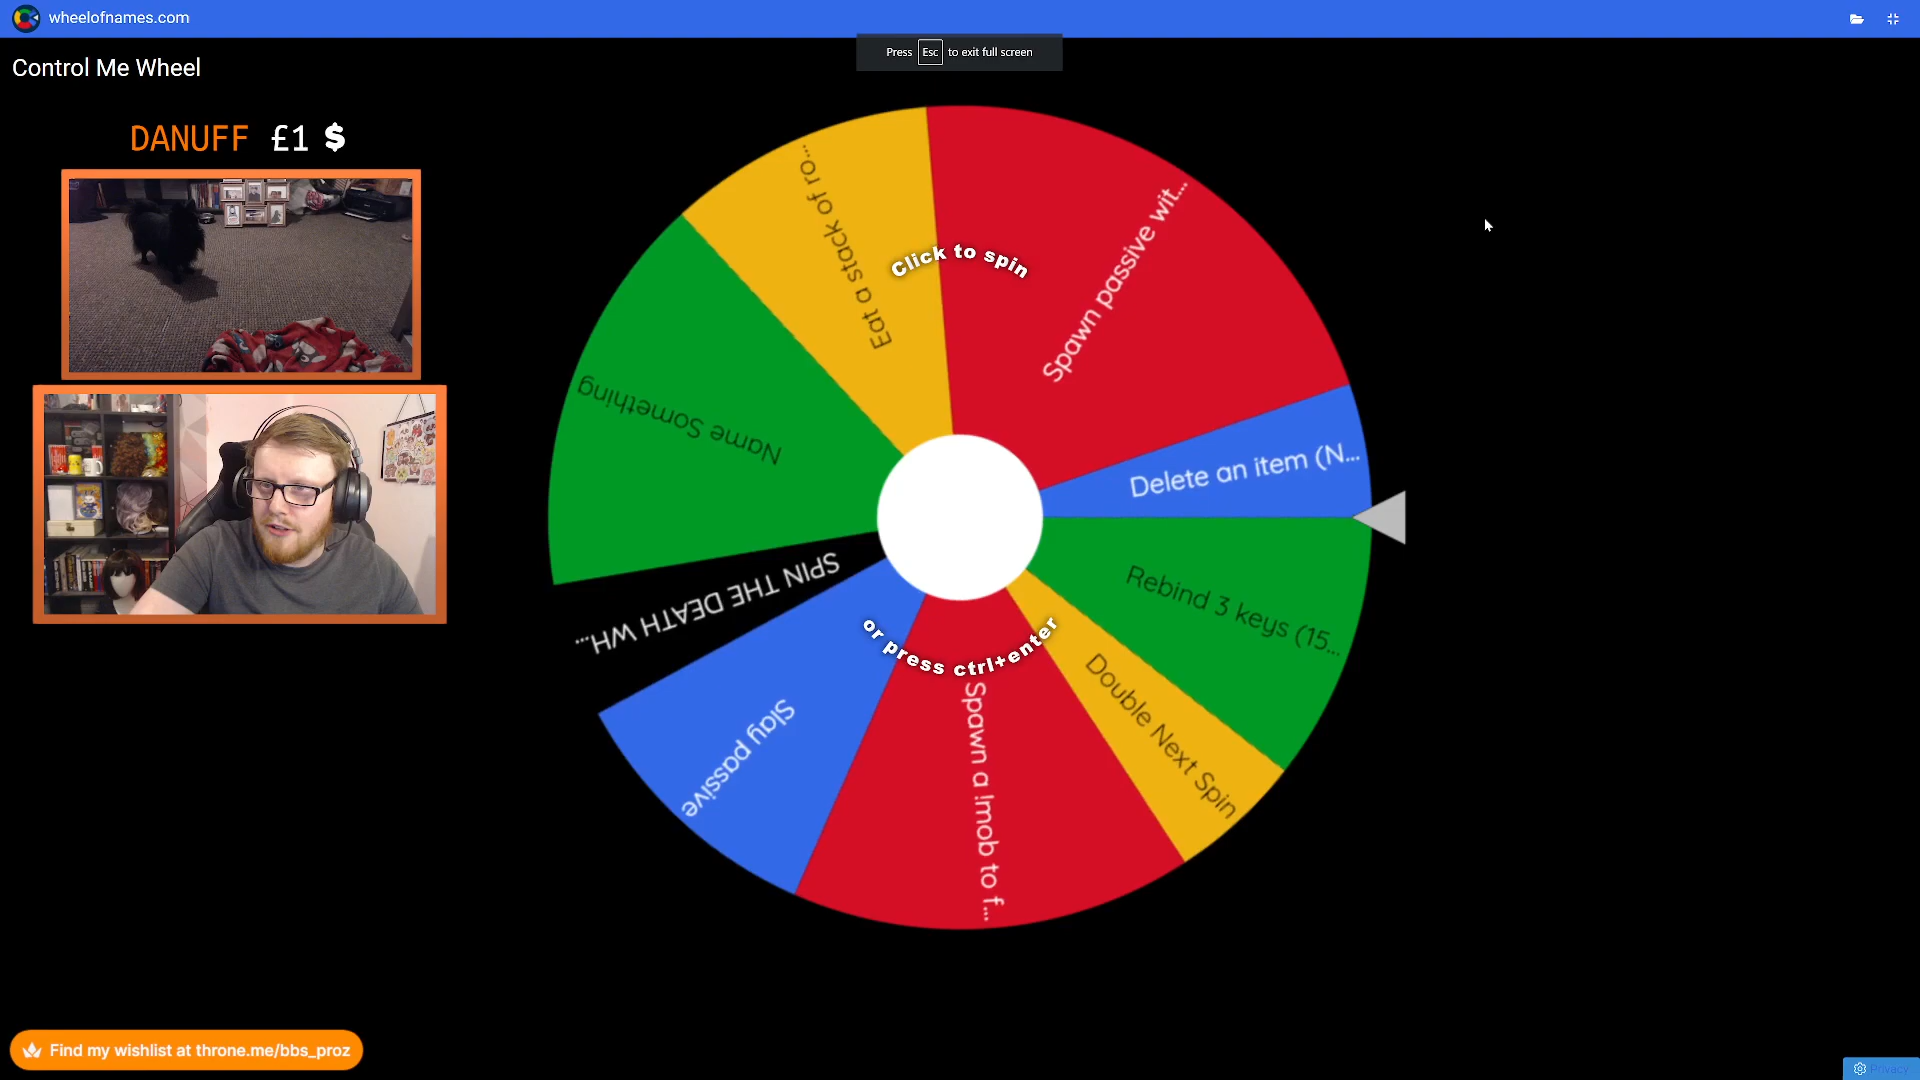 wheelofnames.com
Press Esc to exit full screen
Control Me Wheel
DANUFF £1 $
Click to spin
or press ctrl+enter
Eat a stack of ro...
Spawn passive wit...
Name Something
Delete an item (N...
SPIN THE DEATH WH...
Rebind 3 keys (15...
Slay passive
Spawn a !mob to f...
Double Next Spin
Find my wishlist at throne.me/bbs_proz
Privacy